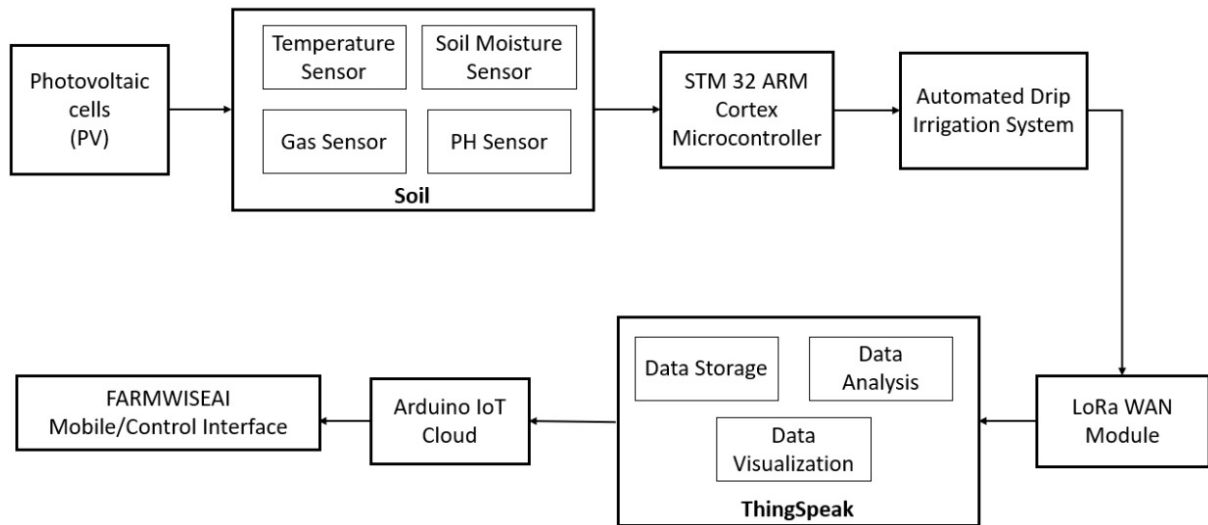 Photovoltaic
cells
(PV)
Temperature
Sensor
Soil Moisture
Sensor
Gas Sensor
PH Sensor
Soil
STM 32 ARM
Cortex
Microcontroller
Automated Drip
Irrigation System
LoRa WAN
Module
Data Storage
Data
Analysis
Data
Visualization
ThingSpeak
Arduino IoT
Cloud
FARMWISEAI
Mobile/Control Interface